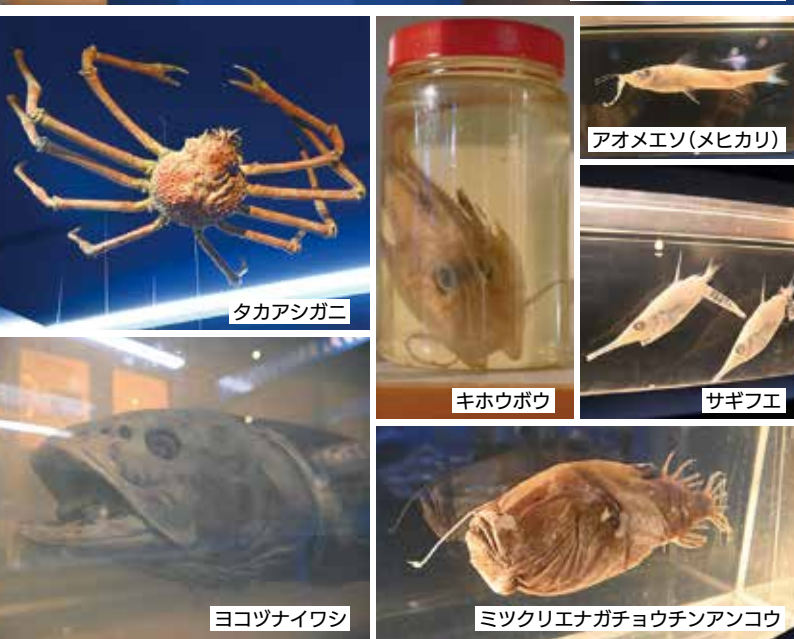 タカアシガニ
キホウボウ
アオメエソ(メヒカリ)
サギフエ
ヨコヅナイワシ
ミツクリエナガチョウチンアンコウ